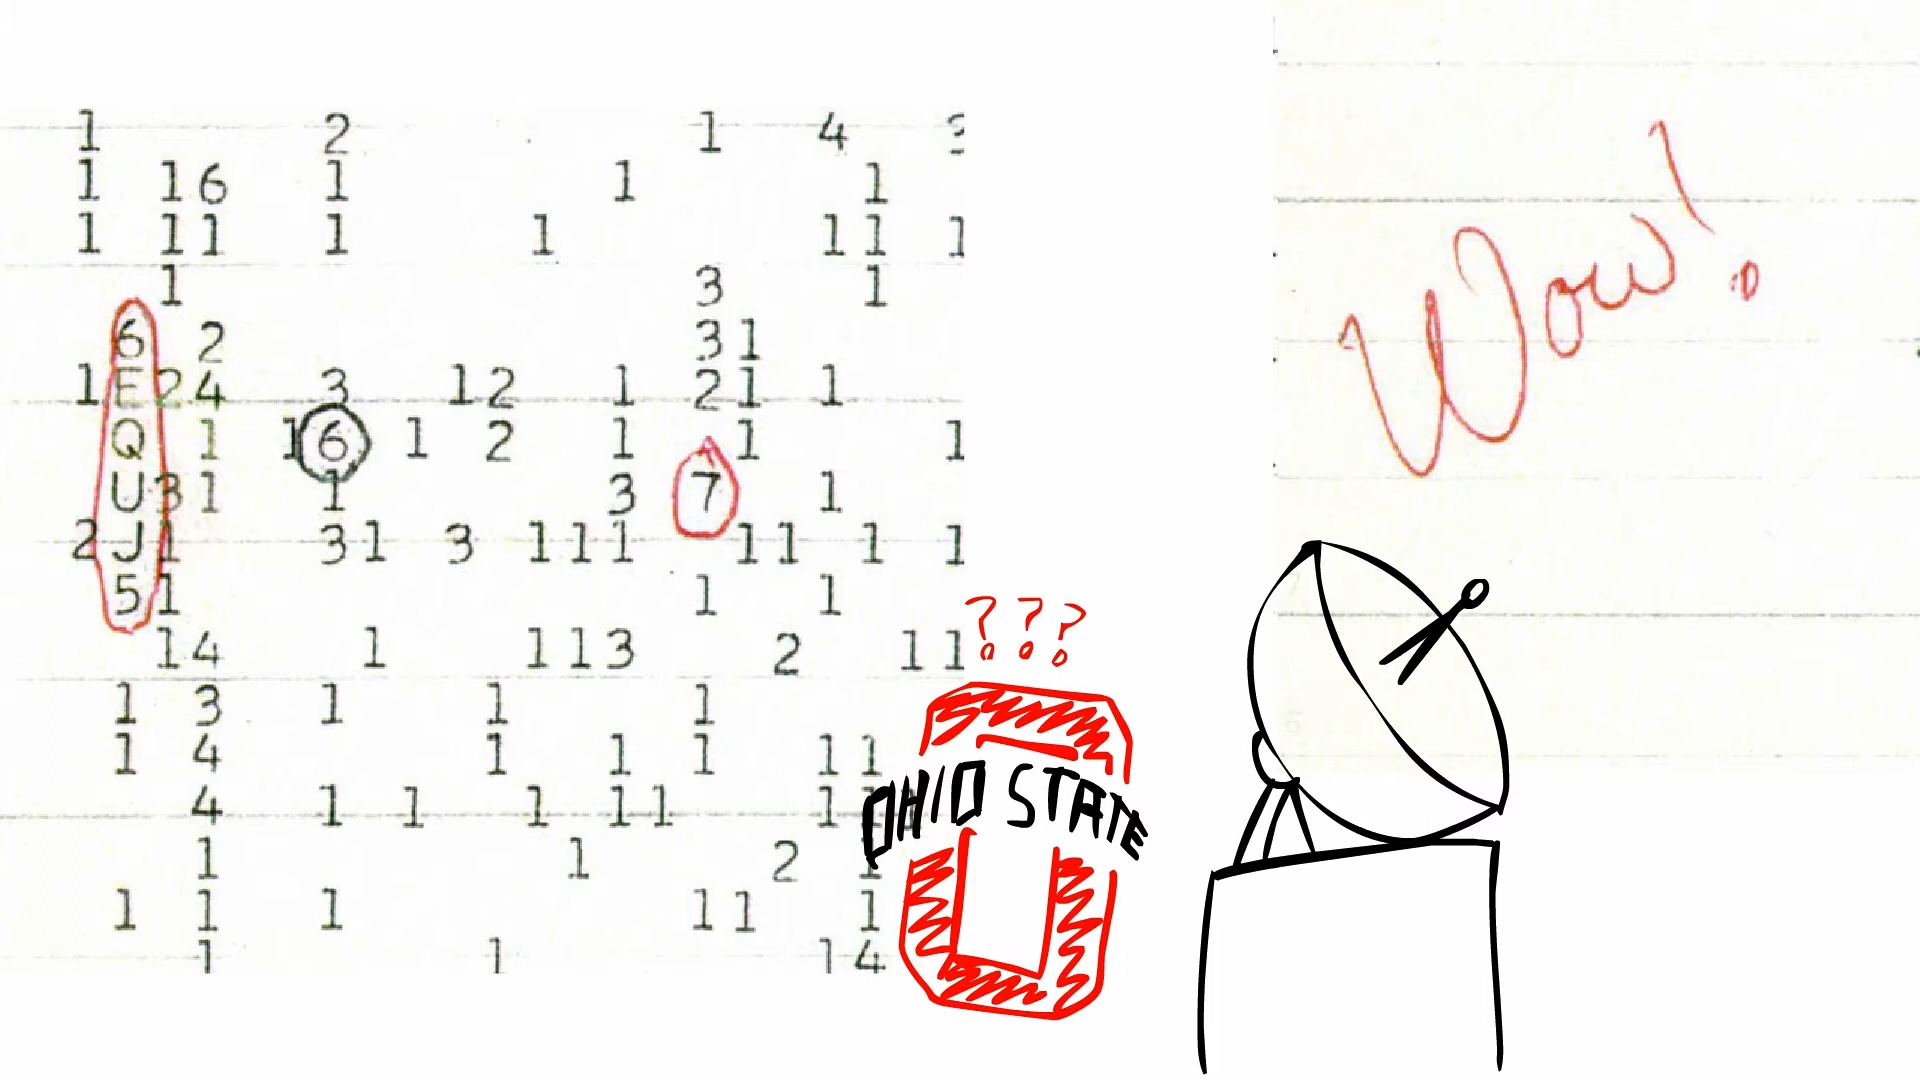 1 2 1 4
1 16 1 1 1
1 11 1 1 11 1
1 3 1
6 2 31
1E24 3 12 1 21 1
Q 1 16 1 2 1 1 1
U31 1 3 7 1
2J1 31 3 111 11 1 1
51 1 1
14 1 113 2 11
1 3 1 1 1
1 4 1 1 1 11
4 1 1 1 11 11
1 1 2 1
1 1 1 11 1
1 1 14
Wow!
???
OHIO STATE